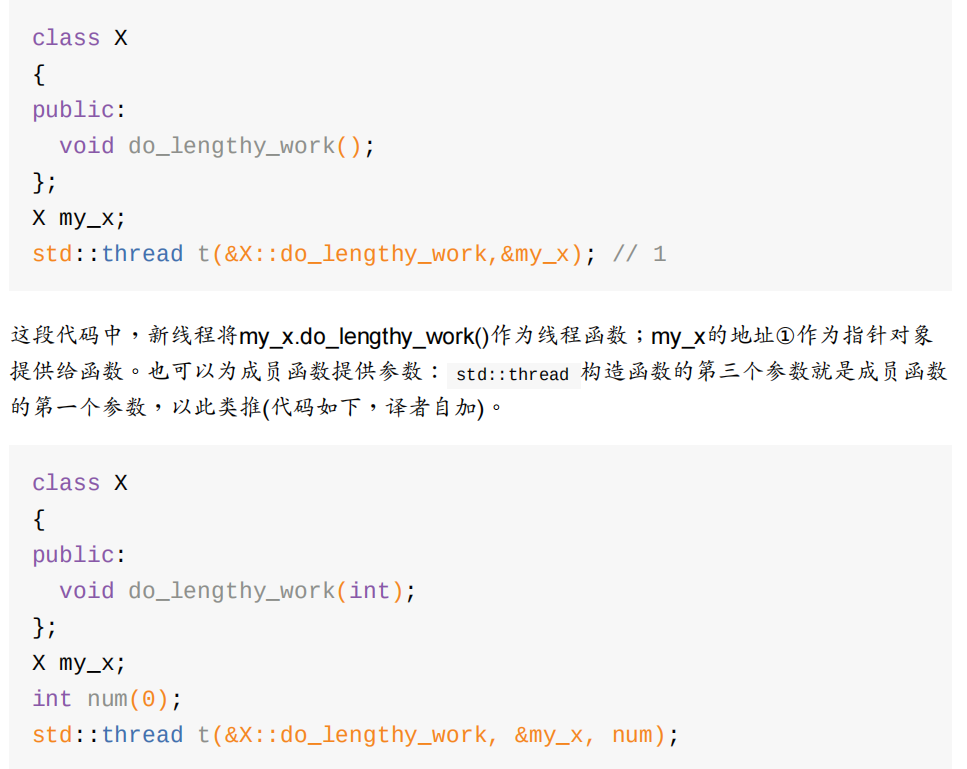 class X
{
public:
  void do_lengthy_work();
};
X my_x;
std::thread t(&X::do_lengthy_work,&my_x); // 1
这段代码中，新线程将my_x.do_lengthy_work()作为线程函数；my_x的地址①作为指针对象
提供给函数。也可以为成员函数提供参数：std::thread 构造函数的第三个参数就是成员函数
的第一个参数，以此类推(代码如下，译者自加)。
class X
{
public:
  void do_lengthy_work(int);
};
X my_x;
int num(0);
std::thread t(&X::do_lengthy_work, &my_x, num);